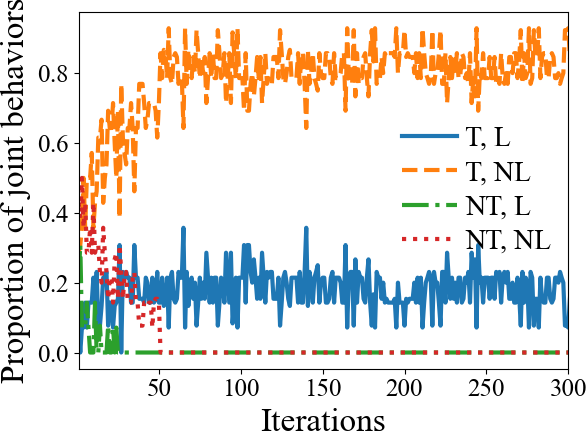 Proportion of joint behaviors
0.8
0.6
0.4
0.2
0.0
T, L
T, NL
NT, L
NT, NL
50
100
150
200
250
300
Iterations